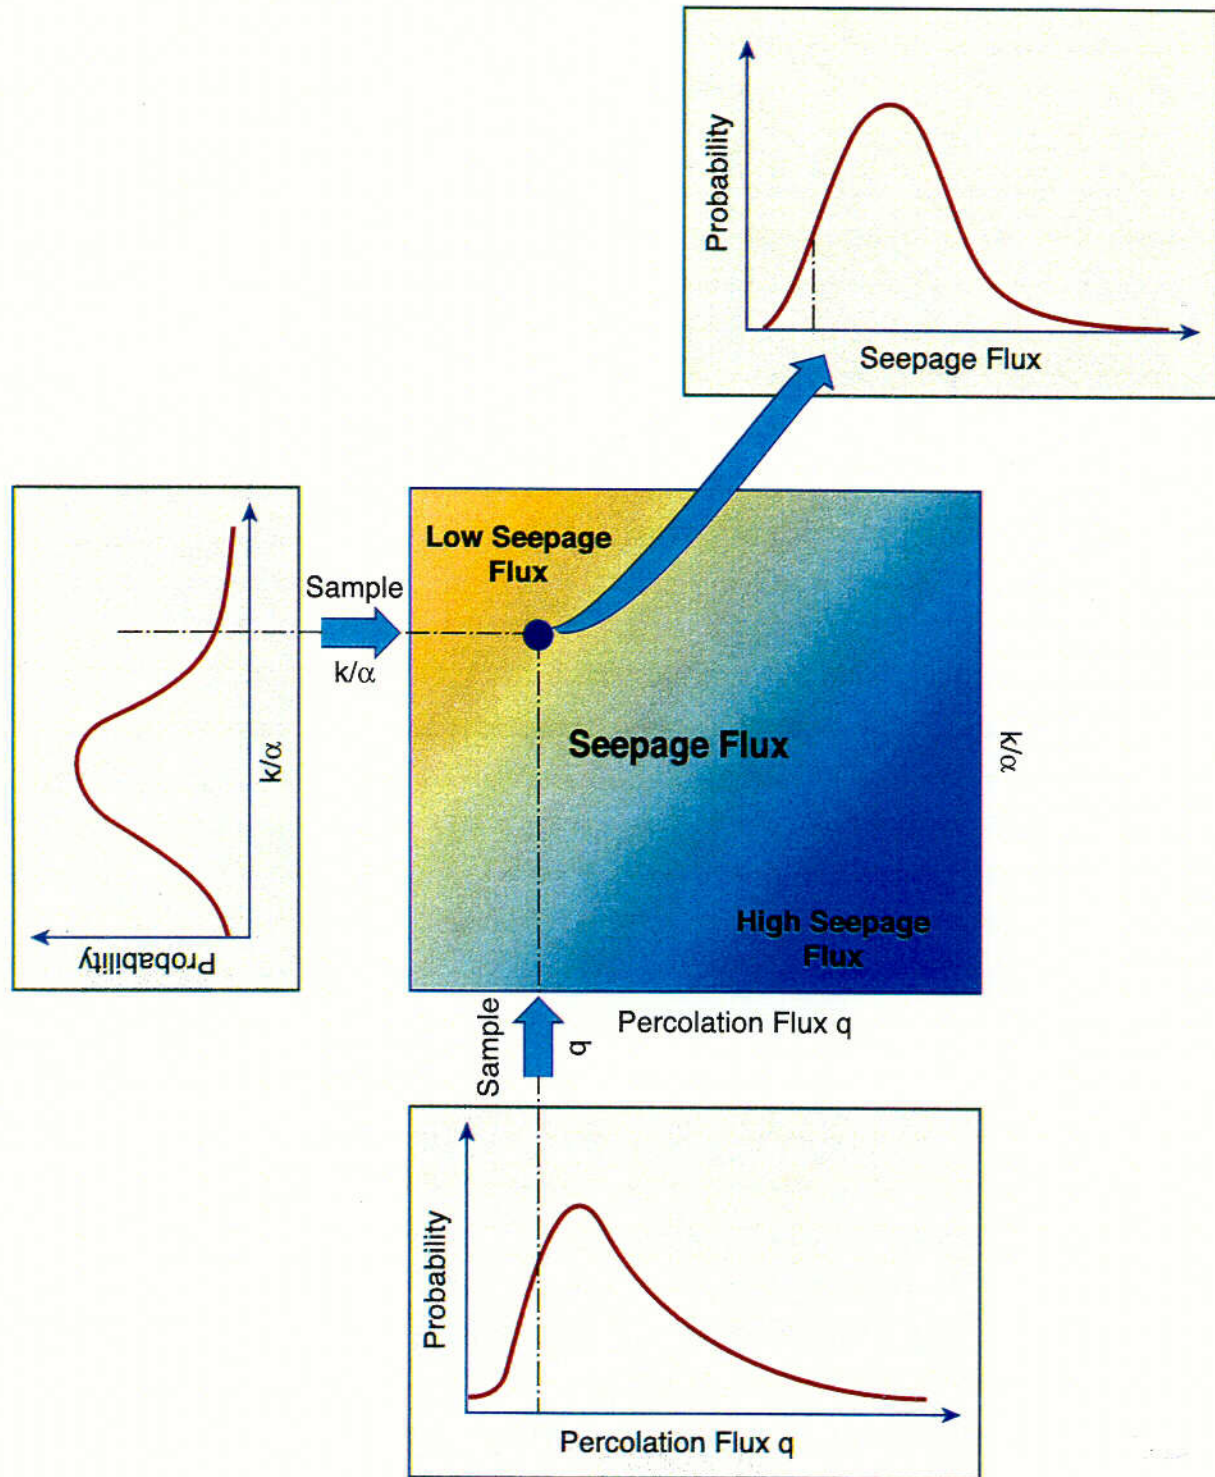 Probability
Seepage Flux
Low Seepage
Flux
Sample
k/α
k/α
Probability
Seepage Flux
k/α
High Seepage
Flux
Percolation Flux q
Sample
q
Probability
Percolation Flux q